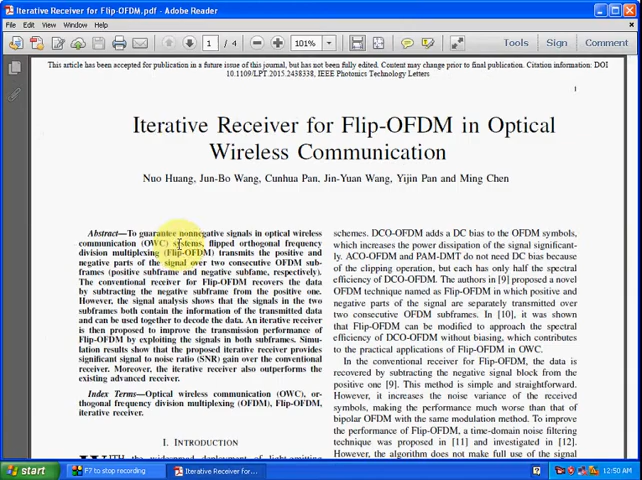 Iterative Receiver for Flip-OFDM.pdf - Adobe Reader
File Edit View Window Help
1 / 4 101% Tools Sign Comment
This article has been accepted for publication in a future issue of this journal, but has not been fully edited. Content may change prior to final publication. Citation information: DOI
10.1109/LPT.2015.2438338, IEEE Photonics Technology Letters
1
Iterative Receiver for Flip-OFDM in Optical
Wireless Communication
Nuo Huang, Jun-Bo Wang, Cunhua Pan, Jin-Yuan Wang, Yijin Pan and Ming Chen
Abstract—To guarantee nonnegative signals in optical wireless
communication (OWC) systems, flipped orthogonal frequency
division multiplexing (Flip-OFDM) transmits the positive and
negative parts of the signal over two consecutive OFDM sub-
frames (positive subframe and negative subfame, respectively).
The conventional receiver for Flip-OFDM recovers the data
by subtracting the negative subframe from the positive one.
However, the signal analysis shows that the signals in the two
subframes both contain the information of the transmitted data
and can be used together to decode the data. An iterative receiver
is then proposed to improve the transmission performance of
Flip-OFDM by exploiting the signals in both subframes. Simu-
lation results show that the proposed iterative receiver provides
significant signal to noise ratio (SNR) gain over the conventional
receiver. Moreover, the iterative receiver also outperforms the
existing advanced receiver.
Index Terms—Optical wireless communication (OWC), or-
thogonal frequency division multiplexing (OFDM), Flip-OFDM,
iterative receiver.
I. INTRODUCTION
WITH the widespread deployment of light-emitting
schemes. DCO-OFDM adds a DC bias to the OFDM symbols,
which increases the power dissipation of the signal significant-
ly. ACO-OFDM and PAM-DMT do not need DC bias because
of the clipping operation, but each has only half the spectral
efficiency of DCO-OFDM. The authors in [9] proposed a novel
OFDM technique named as Flip-OFDM in which positive and
negative parts of the signal are separately transmitted over
two consecutive OFDM subframes. In [10], it was shown
that Flip-OFDM can be modified to approach the spectral
efficiency of DCO-OFDM without biasing, which contributes
to the practical applications of Flip-OFDM in OWC.
In the conventional receiver for Flip-OFDM, the data is
recovered by subtracting the negative signal block from the
positive one [9]. This method is simple and straightforward.
However, it increases the noise variance of the received
symbols, making the performance much worse than that of
bipolar OFDM with the same modulation method. To improve
the performance of Flip-OFDM, a time-domain noise filtering
technique was proposed in [11] and investigated in [12].
However, the algorithm does not make full use of the signal
start F7 to stop recording Iterative Receiver for... 12:50 AM